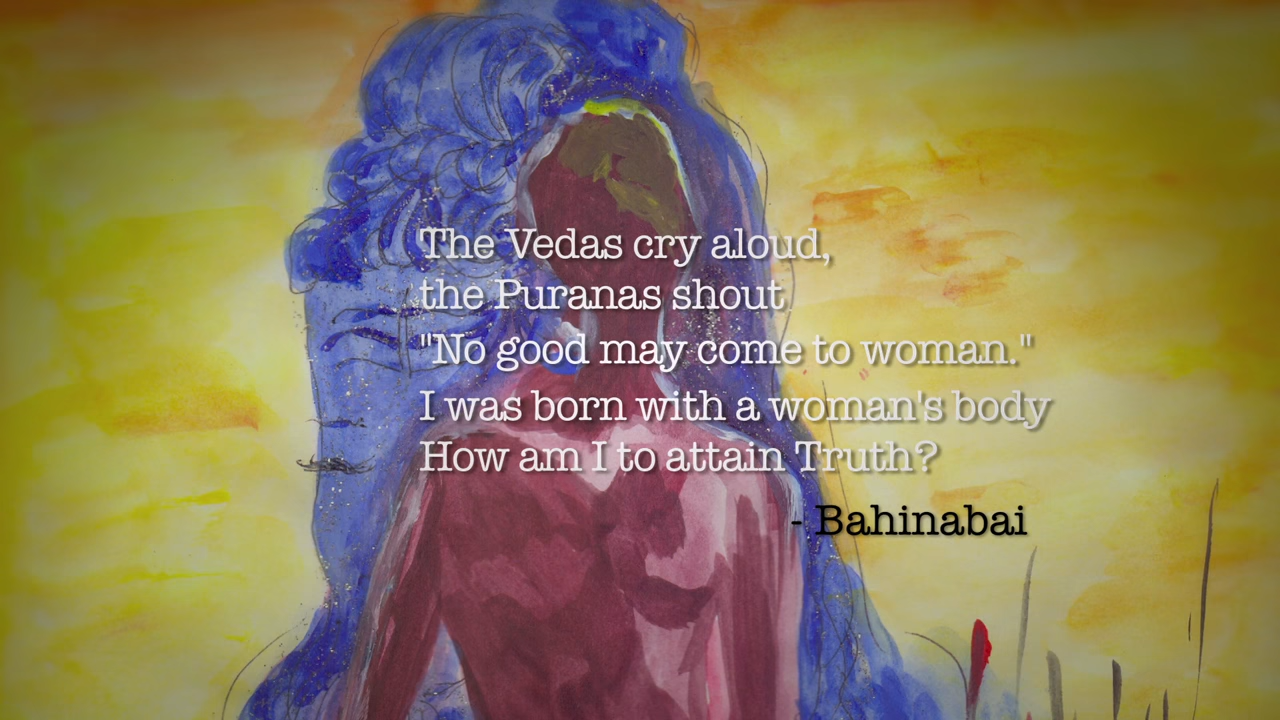 The Vedas cry aloud,
the Puranas shout
"No good may come to woman."
I was born with a woman's body
How am I to attain Truth?
- Bahinabai